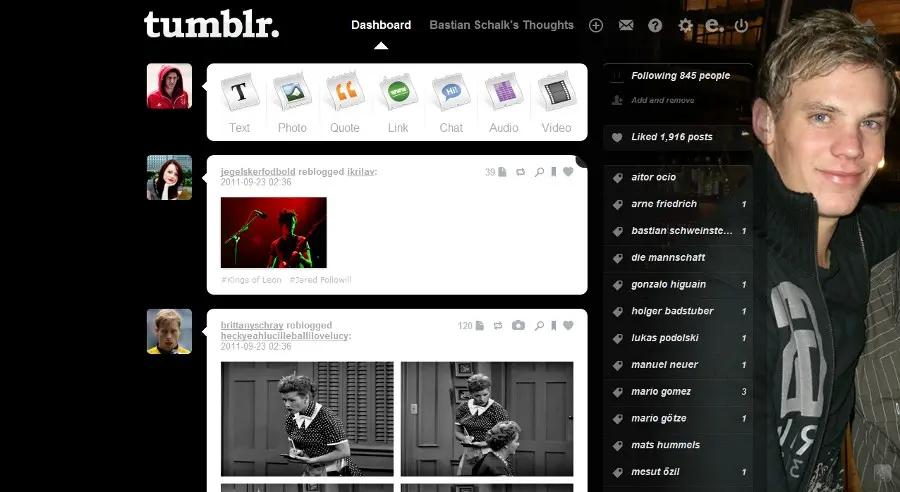 tumblr.
Dashboard
Bastian Schalk's Thoughts
T
WWW
Hi!
Text
Photo
Quote
Link
Chat
Audio
Video
Following 845 people
Add and remove
Liked 1,916 posts
jegelskerfodbold reblogged ikrilav:
2011-09-23 02:36
39
#Kings of Leon #Jared Followill
brittanyschray reblogged
heckyeahlucilleballilovelucy:
2011-09-23 02:36
120
aitor ocio
arne friedrich 1
bastian schweinste... 1
die mannschaft
gonzalo higuain 1
holger badstuber 1
lukas podolski 1
manuel neuer 1
mario gomez 3
mario götze 1
mats hummels
mesut özil 1